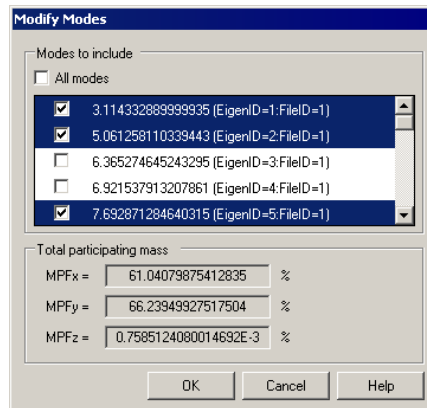 Modify Modes
Modes to include
All modes
3.114332889999935 (EigenID=1:FileID=1)
5.061258110339443 (EigenID=2:FileID=1)
6.365274645243295 (EigenID=3:FileID=1)
6.921537913207861 (EigenID=4:FileID=1)
7.692871284640315 (EigenID=5:FileID=1)
Total participating mass
MPFx = 61.04079875412835 %
MPFy = 66.23949927517504 %
MPFz = 0.7585124080014692E-3 %
OK Cancel Help